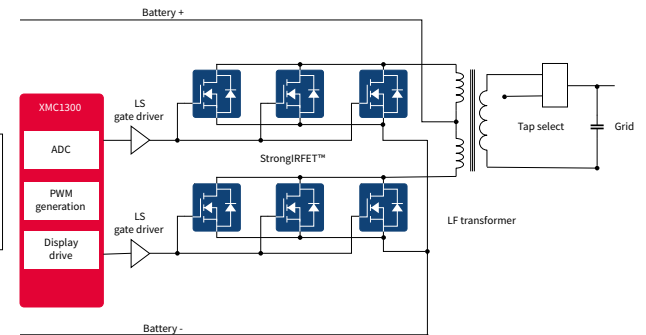 Battery +
XMC1300
ADC
PWM
generation
Display
drive
LS
gate driver
StrongIRFET™
LS
gate driver
Tap select
Grid
LF transformer
Battery -